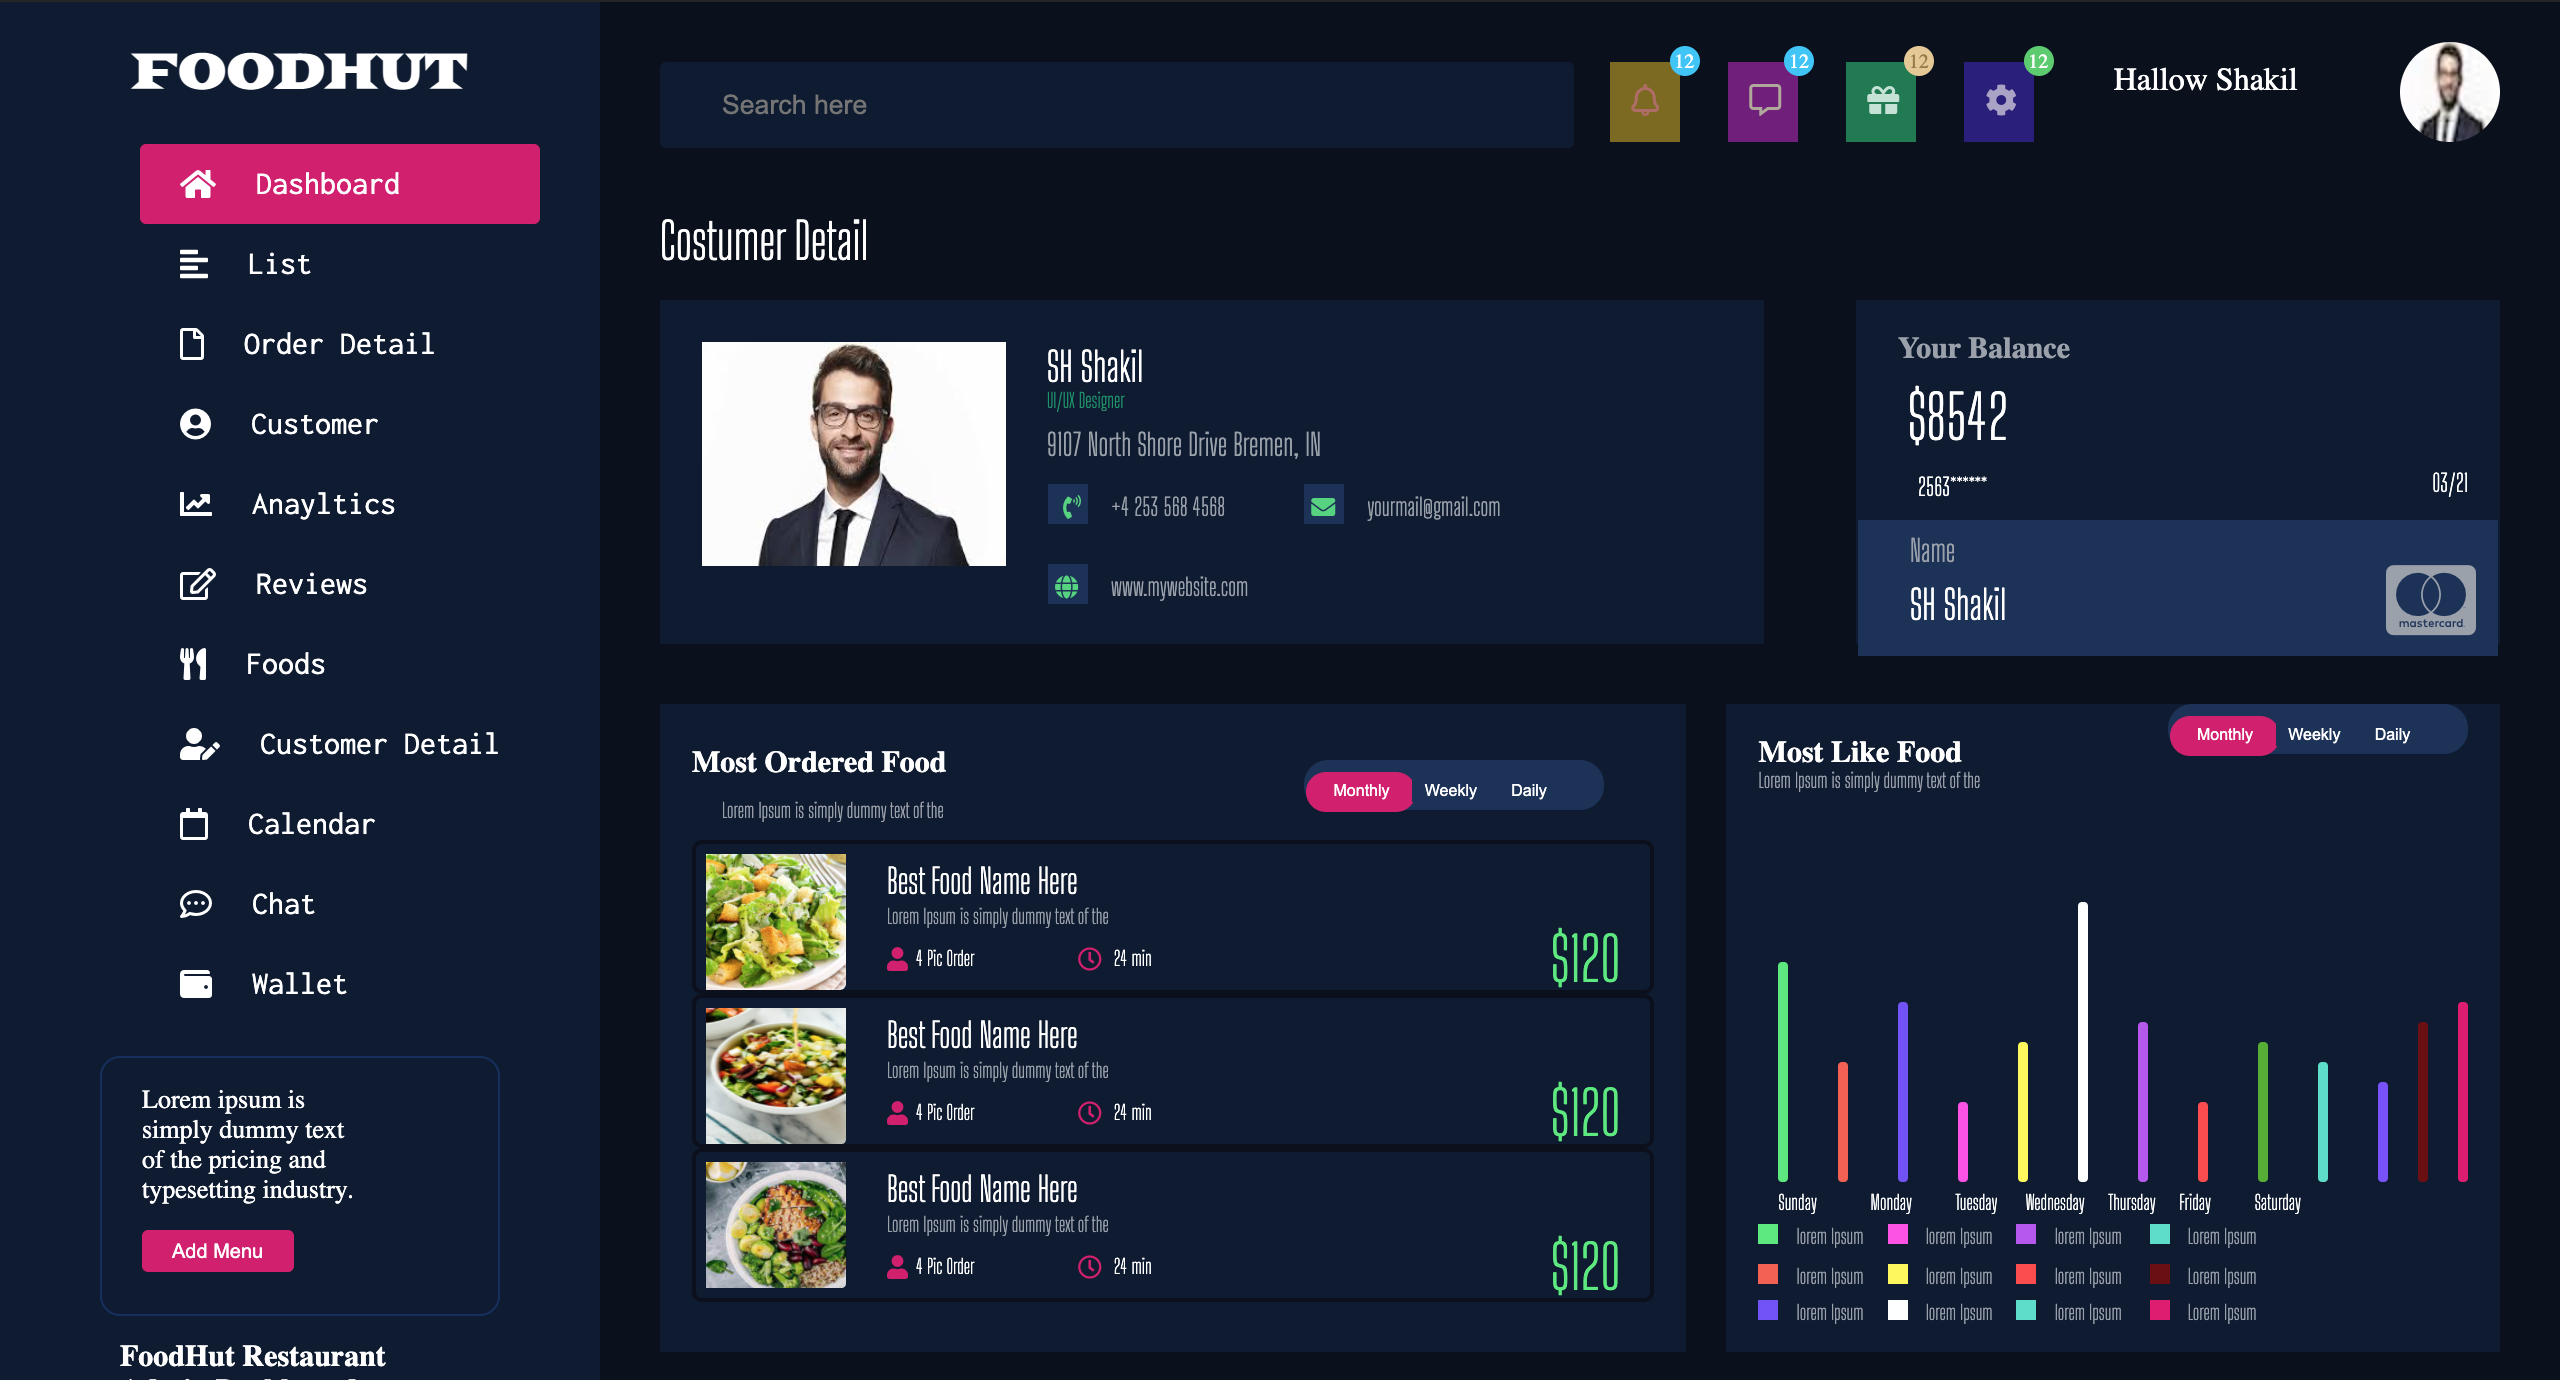 FOODHUT
Dashboard
List
Order Detail
Customer
Anayltics
Reviews
Foods
Customer Detail
Calendar
Chat
Wallet
Lorem ipsum is
simply dummy text
of the pricing and
typesetting industry.
Add Menu
FoodHut Restaurant
Search here
12
12
12
12
Hallow Shakil
Costumer Detail
SH Shakil
UI/UX Designer
9107 North Shore Drive Bremen, IN
+4 253 568 4568
yourmail@gmail.com
www.mywebsite.com
Your Balance
$8542
2563******
03/21
Name
SH Shakil
mastercard
Most Ordered Food
Lorem Ipsum is simply dummy text of the
Monthly
Weekly
Daily
Best Food Name Here
Lorem Ipsum is simply dummy text of the
4 Pic Order
24 min
$120
Best Food Name Here
Lorem Ipsum is simply dummy text of the
4 Pic Order
24 min
$120
Best Food Name Here
Lorem Ipsum is simply dummy text of the
4 Pic Order
24 min
$120
Most Like Food
Lorem Ipsum is simply dummy text of the
Monthly
Weekly
Daily
Sunday
Monday
Tuesday
Wednesday
Thursday
Friday
Saturday
lorem Ipsum
lorem Ipsum
lorem Ipsum
Lorem Ipsum
lorem Ipsum
lorem Ipsum
lorem Ipsum
Lorem Ipsum
lorem Ipsum
lorem Ipsum
lorem Ipsum
Lorem Ipsum